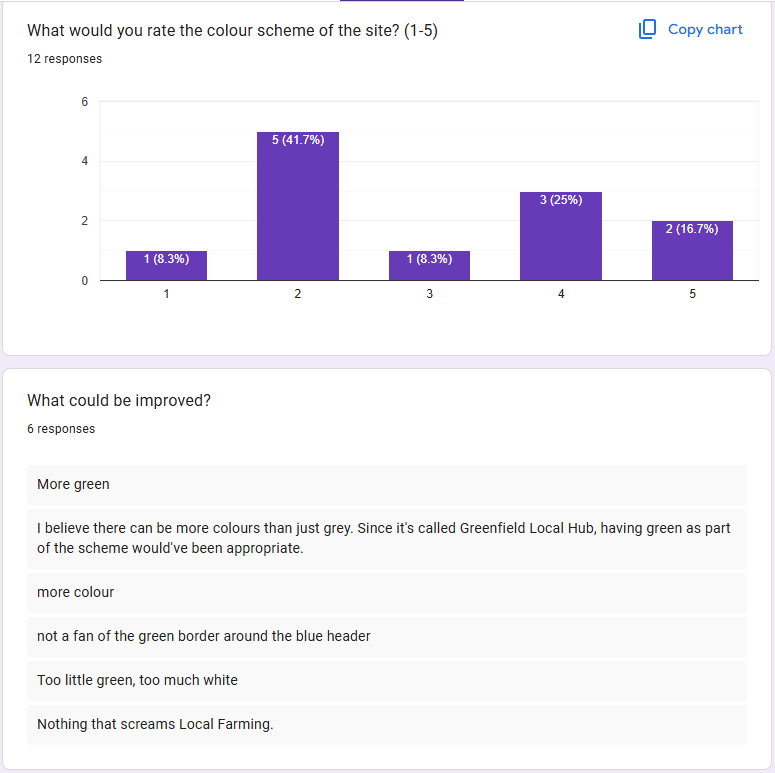 What would you rate the colour scheme of the site? (1-5)
Copy chart
12 responses
6
4
2
0
1 (8.3%)
5 (41.7%)
1 (8.3%)
3 (25%)
2 (16.7%)
1
2
3
4
5
What could be improved?
6 responses
More green
I believe there can be more colours than just grey. Since it's called Greenfield Local Hub, having green as part
of the scheme would've been appropriate.
more colour
not a fan of the green border around the blue header
Too little green, too much white
Nothing that screams Local Farming.